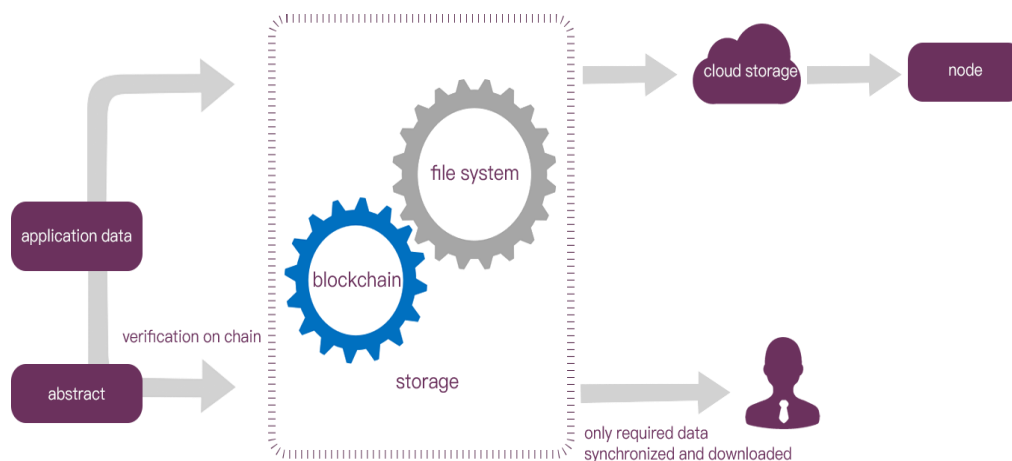 cloud storage
node
file system
application data
blockchain
verification on chain
abstract
storage
only required data
synchronized and downloaded